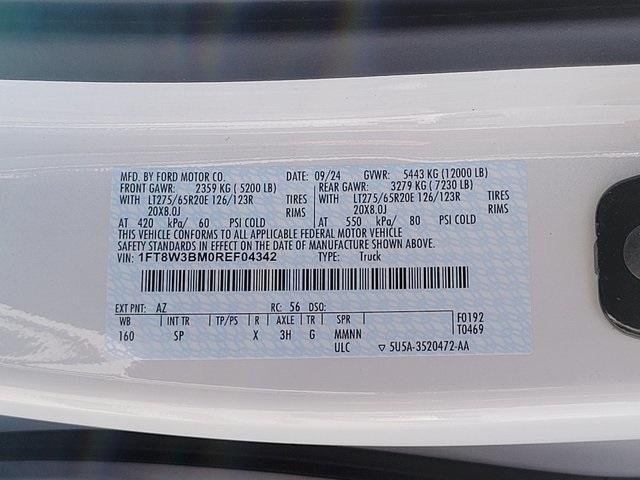 MFD. BY FORD MOTOR CO. DATE: 09/24 GVWR: 5443 KG (12000 LB)
FRONT GAWR: 2359 KG (5200 LB) REAR GAWR: 3279 KG (7230 LB)
WITH LT275/65R20E 126/123R TIRES WITH LT275/65R20E 126/123R TIRES
20X8.0J RIMS 20X8.0J RIMS
AT 420 kPa/ 60 PSI COLD AT 550 kPa/ 80 PSI COLD
THIS VEHICLE CONFORMS TO ALL APPLICABLE FEDERAL MOTOR VEHICLE
SAFETY STANDARDS IN EFFECT ON THE DATE OF MANUFACTURE SHOWN ABOVE.
VIN: 1FT8W3BM0REF04342 TYPE: Truck
EXT PNT: AZ RC: 56 DSO:
WB INT TR TP/PS R AXLE TR SPR F0192
160 SP X 3H G MMNN T0469
ULC ▽ 5U5A-3520472-AA